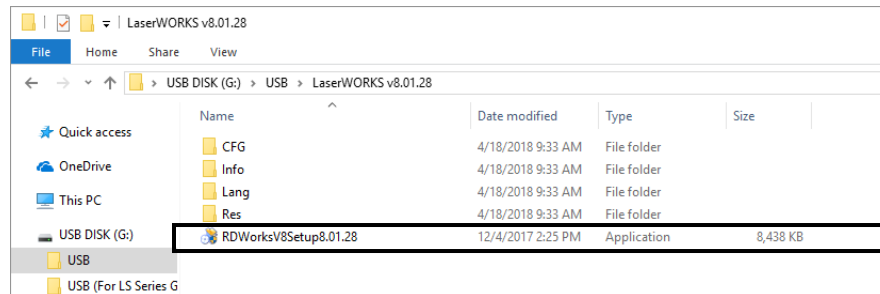 LaserWORKS v8.01.28
File Home Share View
USB DISK (G:) > USB > LaserWORKS v8.01.28
Name Date modified Type Size
Quick access
CFG 4/18/2018 9:33 AM File folder
OneDrive
Info 4/18/2018 9:33 AM File folder
Lang 4/18/2018 9:33 AM File folder
This PC
Res 4/18/2018 9:33 AM File folder
USB DISK (G:)
RDWorksV8Setup8.01.28 12/4/2017 2:25 PM Application 8,438 KB
USB
USB (For LS Series G